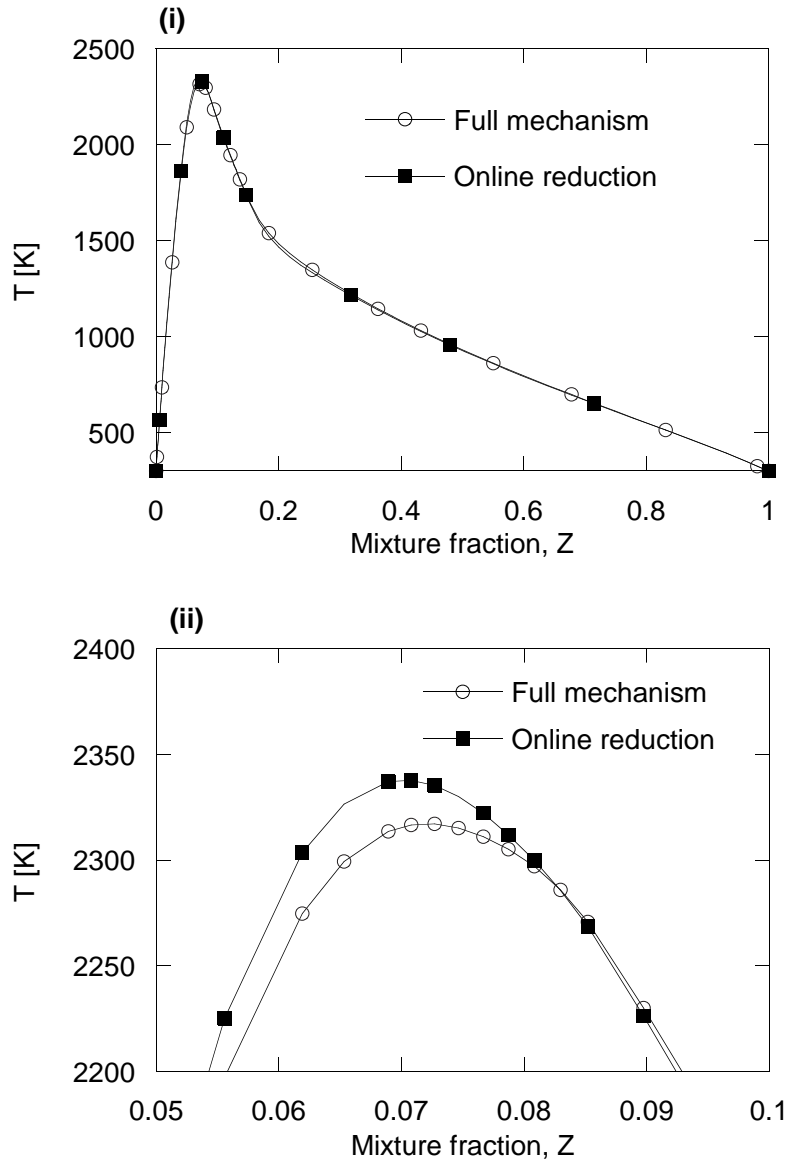 (i)
2500
2000
1500
1000
500
T [K]
Full mechanism
Online reduction
0 0.2 0.4 0.6 0.8 1
Mixture fraction, Z
(ii)
2400
2350
2300
2250
2200
T [K]
Full mechanism
Online reduction
0.05 0.06 0.07 0.08 0.09 0.1
Mixture fraction, Z